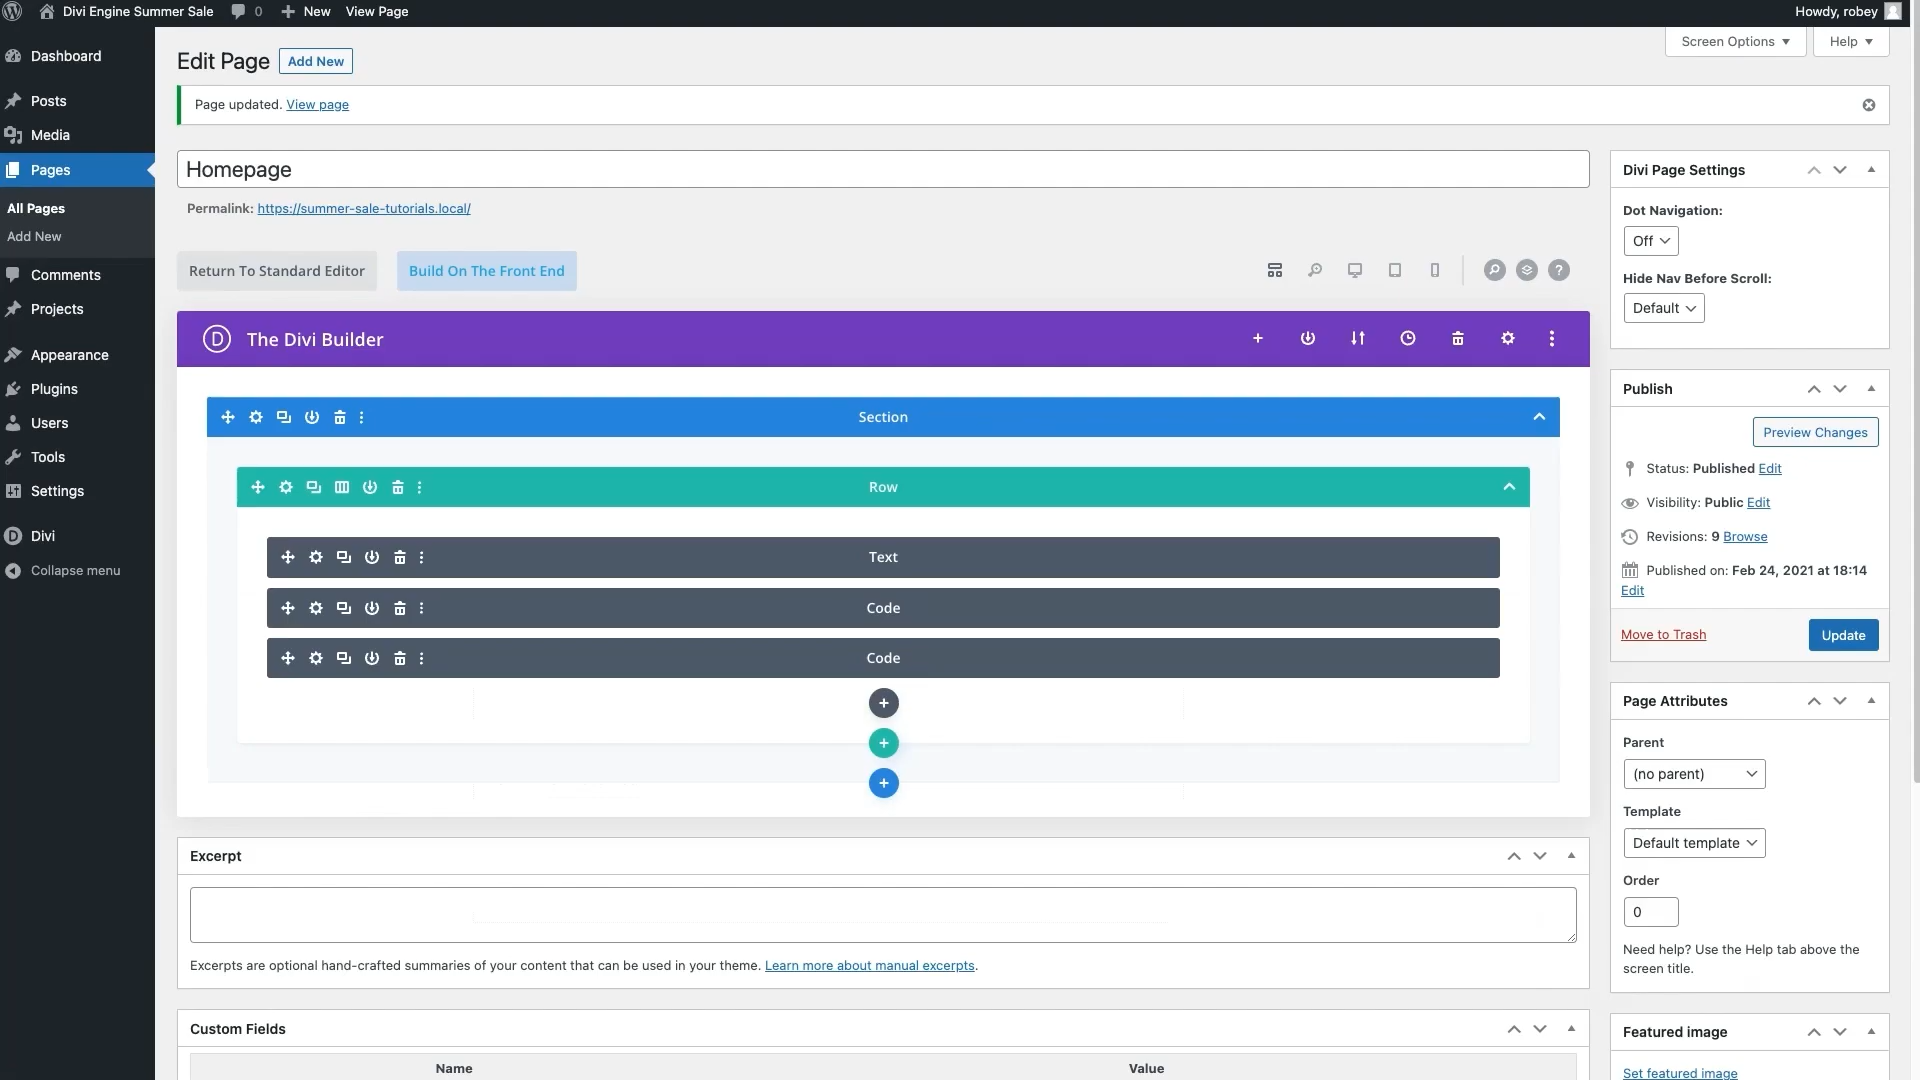 Divi Engine Summer Sale 0 New View Page Howdy, robey
Screen Options Help
Dashboard
Posts
Media
Pages
All Pages
Add New
Comments
Projects
Appearance
Plugins
Users
Tools
Settings
Divi
Collapse menu
Edit Page Add New
Page updated. View page
Homepage
Permalink: https://summer-sale-tutorials.local/
Return To Standard Editor Build On The Front End
The Divi Builder
Section
Row
Text
Code
Code
Excerpt
Excerpts are optional hand-crafted summaries of your content that can be used in your theme. Learn more about manual excerpts.
Custom Fields
Name Value
Divi Page Settings
Dot Navigation:
Off
Hide Nav Before Scroll:
Default
Publish
Preview Changes
Status: Published Edit
Visibility: Public Edit
Revisions: 9 Browse
Published on: Feb 24, 2021 at 18:14
Edit
Move to Trash Update
Page Attributes
Parent
(no parent)
Template
Default template
Order
0
Need help? Use the Help tab above the
screen title.
Featured image
Set featured image